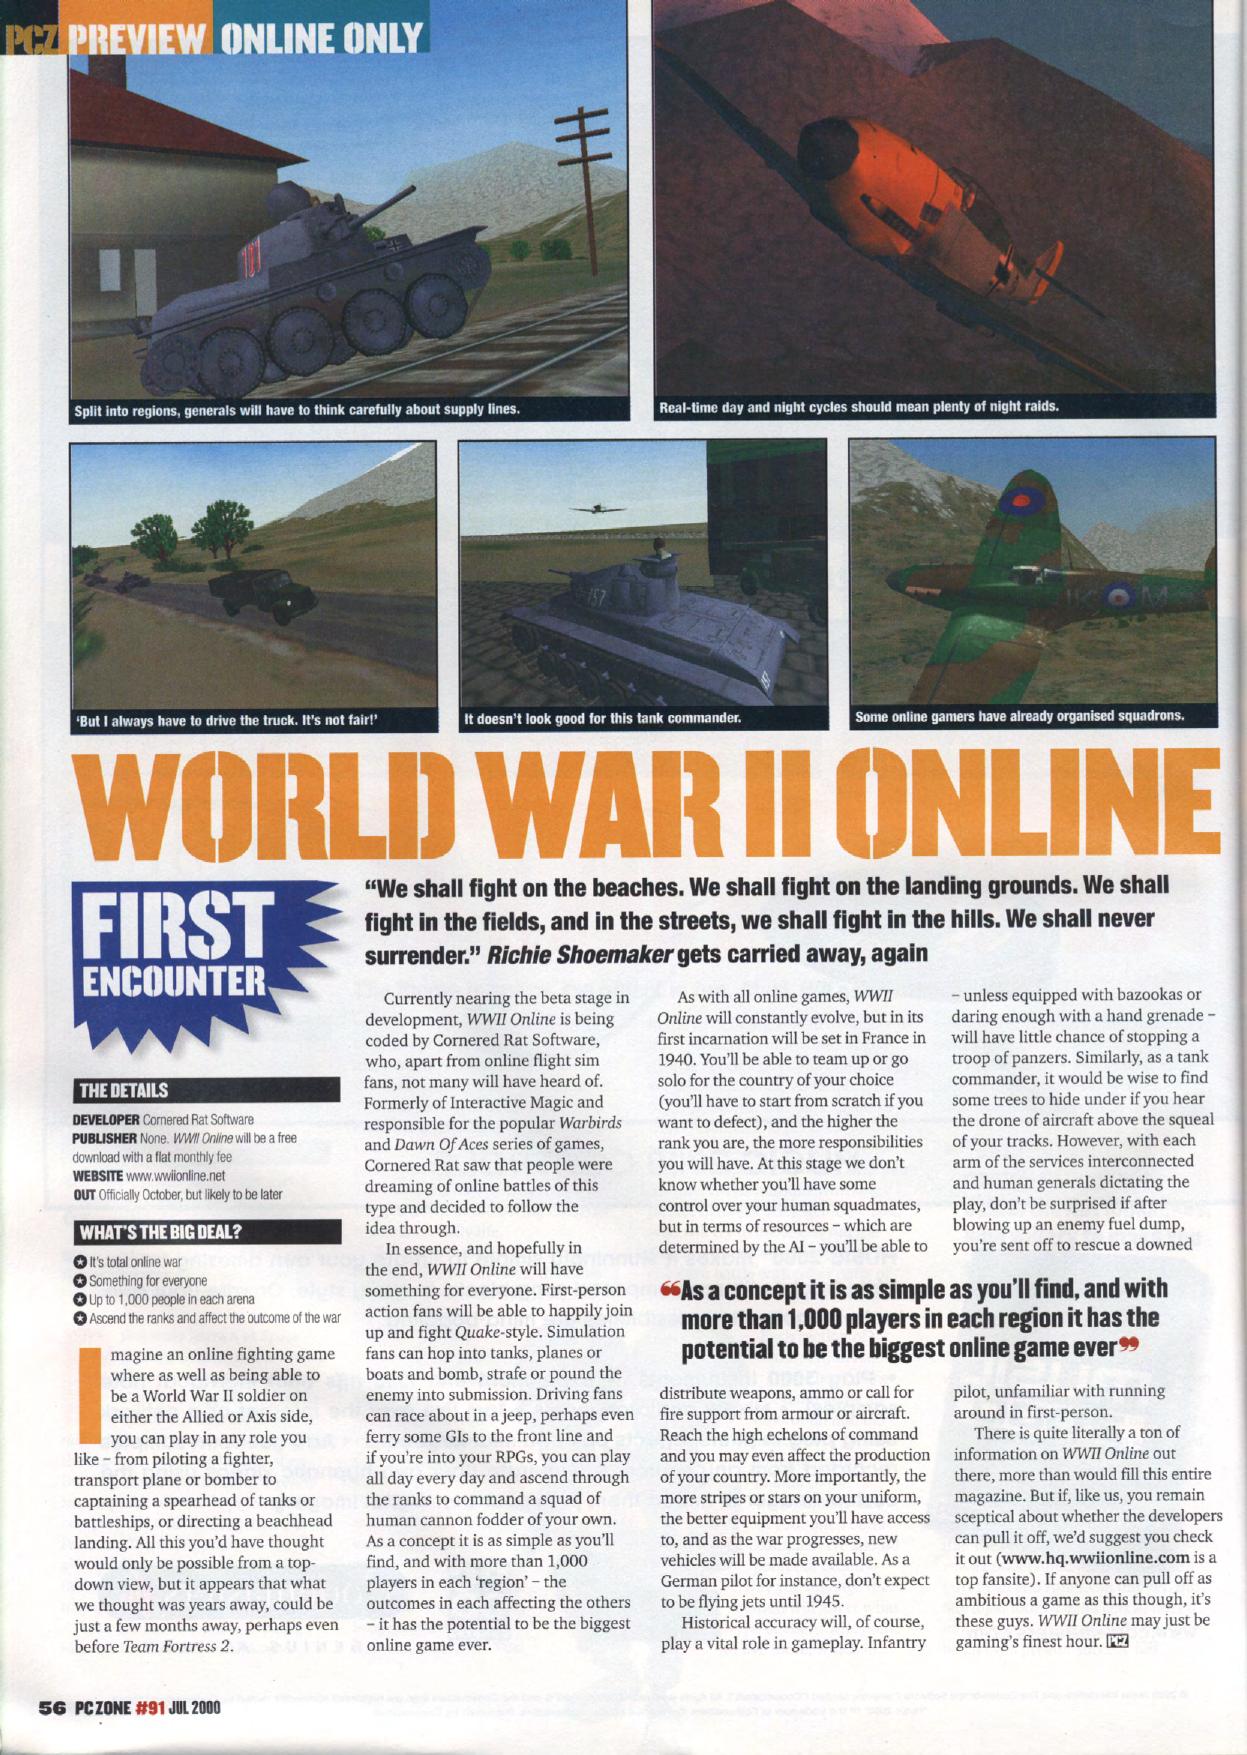 PCZ PREVIEW ONLINE ONLY
Split into regions, generals will have to think carefully about supply lines.
Real-time day and night cycles should mean plenty of night raids.
'But I always have to drive the truck. It's not fair!'
It doesn't look good for this tank commander.
Some online gamers have already organised squadrons.
WORLD WAR II ONLINE
FIRST
ENCOUNTER
"We shall fight on the beaches. We shall fight on the landing grounds. We shall
fight in the fields, and in the streets, we shall fight in the hills. We shall never
surrender." Richie Shoemaker gets carried away, again
THE DETAILS
DEVELOPER Cornered Rat Software
PUBLISHER None. WWII Online will be a free
download with a flat monthly fee
WEBSITE www.wwiionline.net
OUT Officially October, but likely to be later
WHAT'S THE BIG DEAL?
It's total online war
Something for everyone
Up to 1,000 people in each arena
Ascend the ranks and affect the outcome of the war
Imagine an online fighting game
where as well as being able to
be a World War II soldier on
either the Allied or Axis side,
you can play in any role you
like – from piloting a fighter,
transport plane or bomber to
captaining a spearhead of tanks or
battleships, or directing a beachhead
landing. All this you'd have thought
would only be possible from a top-
down view, but it appears that what
we thought was years away, could be
just a few months away, perhaps even
before Team Fortress 2.
Currently nearing the beta stage in
development, WWII Online is being
coded by Cornered Rat Software,
who, apart from online flight sim
fans, not many will have heard of.
Formerly of Interactive Magic and
responsible for the popular Warbirds
and Dawn Of Aces series of games,
Cornered Rat saw that people were
dreaming of online battles of this
type and decided to follow the
idea through.
In essence, and hopefully in
the end, WWII Online will have
something for everyone. First-person
action fans will be able to happily join
up and fight Quake-style. Simulation
fans can hop into tanks, planes or
boats and bomb, strafe or pound the
enemy into submission. Driving fans
can race about in a jeep, perhaps even
ferry some GIs to the front line and
if you're into your RPGs, you can play
all day every day and ascend through
the ranks to command a squad of
human cannon fodder of your own.
As a concept it is as simple as you'll
find, and with more than 1,000
players in each 'region' – the
outcomes in each affecting the others
– it has the potential to be the biggest
online game ever.
As with all online games, WWII
Online will constantly evolve, but in its
first incarnation will be set in France in
1940. You'll be able to team up or go
solo for the country of your choice
(you'll have to start from scratch if you
want to defect), and the higher the
rank you are, the more responsibilities
you will have. At this stage we don't
know whether you'll have some
control over your human squadmates,
but in terms of resources – which are
determined by the AI – you'll be able to
distribute weapons, ammo or call for
fire support from armour or aircraft.
Reach the high echelons of command
and you may even affect the production
of your country. More importantly, the
more stripes or stars on your uniform,
the better equipment you'll have access
to, and as the war progresses, new
vehicles will be made available. As a
German pilot for instance, don't expect
to be flying jets until 1945.
Historical accuracy will, of course,
play a vital role in gameplay. Infantry
– unless equipped with bazookas or
daring enough with a hand grenade –
will have little chance of stopping a
troop of panzers. Similarly, as a tank
commander, it would be wise to find
some trees to hide under if you hear
the drone of aircraft above the squeal
of your tracks. However, with each
arm of the services interconnected
and human generals dictating the
play, don't be surprised if after
blowing up an enemy fuel dump,
you're sent off to rescue a downed
pilot, unfamiliar with running
around in first-person.
There is quite literally a ton of
information on WWII Online out
there, more than would fill this entire
magazine. But if, like us, you remain
sceptical about whether the developers
can pull it off, we'd suggest you check
it out (www.hq.wwiionline.com is a
top fansite). If anyone can pull off as
ambitious a game as this though, it's
these guys. WWII Online may just be
gaming's finest hour. PCZ
"As a concept it is as simple as you'll find, and with
more than 1,000 players in each region it has the
potential to be the biggest online game ever"
56 PCZONE #91 JUL 2000